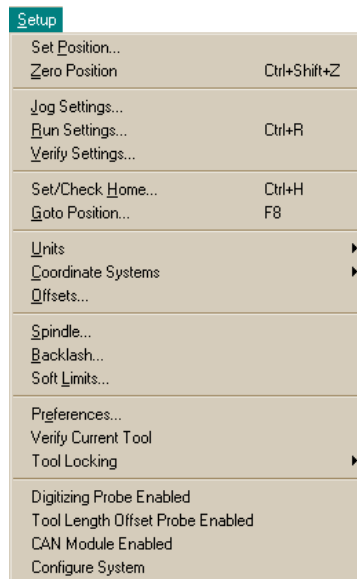 Setup
Set Position...
Zero Position Ctrl+Shift+Z
Jog Settings...
Run Settings... Ctrl+R
Verify Settings...
Set/Check Home... Ctrl+H
Goto Position... F8
Units
Coordinate Systems
Offsets...
Spindle...
Backlash...
Soft Limits...
Preferences...
Verify Current Tool
Tool Locking
Digitizing Probe Enabled
Tool Length Offset Probe Enabled
CAN Module Enabled
Configure System